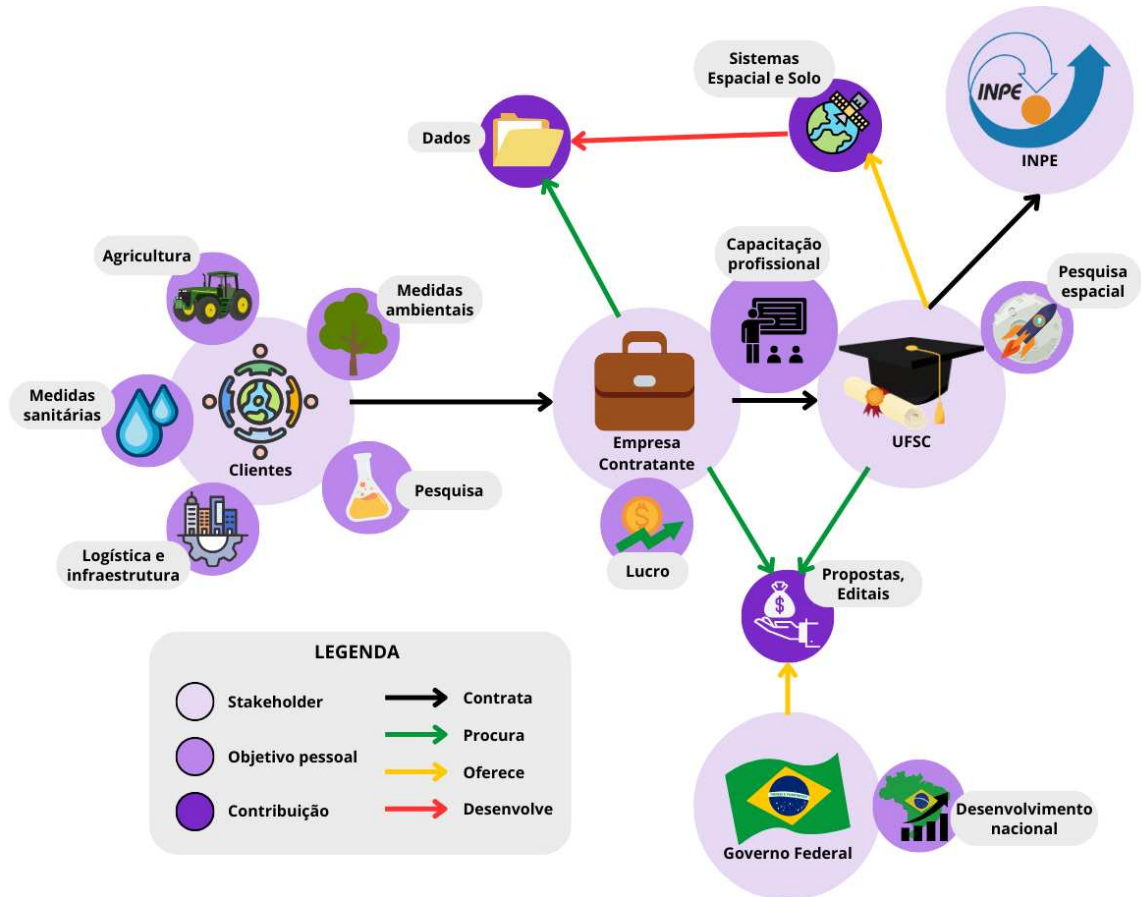 Sistemas
Espacial e Solo
INPE
INPE
Dados
Agricultura
Medidas
ambientais
Capacitação
profissional
Pesquisa
espacial
Medidas
sanitárias
Clientes
Empresa
Contratante
UFSC
Pesquisa
Logística e
infraestrutura
Lucro
Propostas,
Editais
LEGENDA
Stakeholder
Objetivo pessoal
Contribuição
Contrata
Procura
Oferece
Desenvolve
Governo Federal
Desenvolvimento
nacional